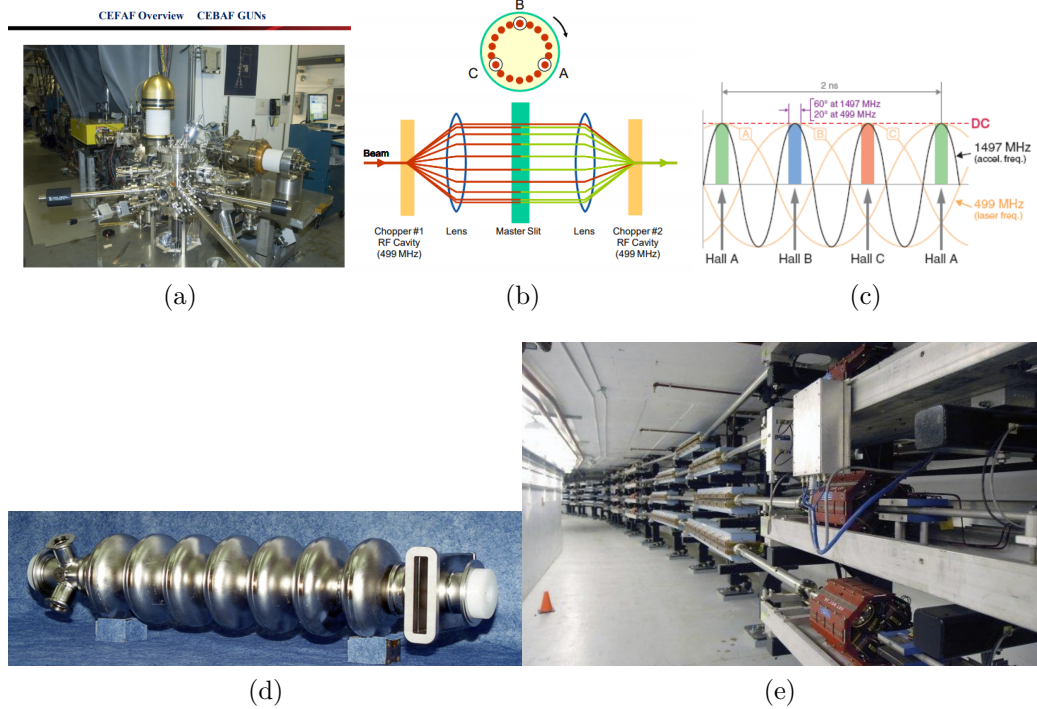 CEFAF Overview CEBAF GUNs
(a)
B
C
A
Beam
Chopper #1
RF Cavity
(499 MHz)
Lens
Master Slit
Lens
Chopper #2
RF Cavity
(499 MHz)
(b)
2 ns
60° at 1497 MHz
20° at 499 MHz
DC
A
B
C
1497 MHz
(accel. freq.)
499 MHz
(laser freq.)
Hall A
Hall B
Hall C
Hall A
(c)
(d)
(e)